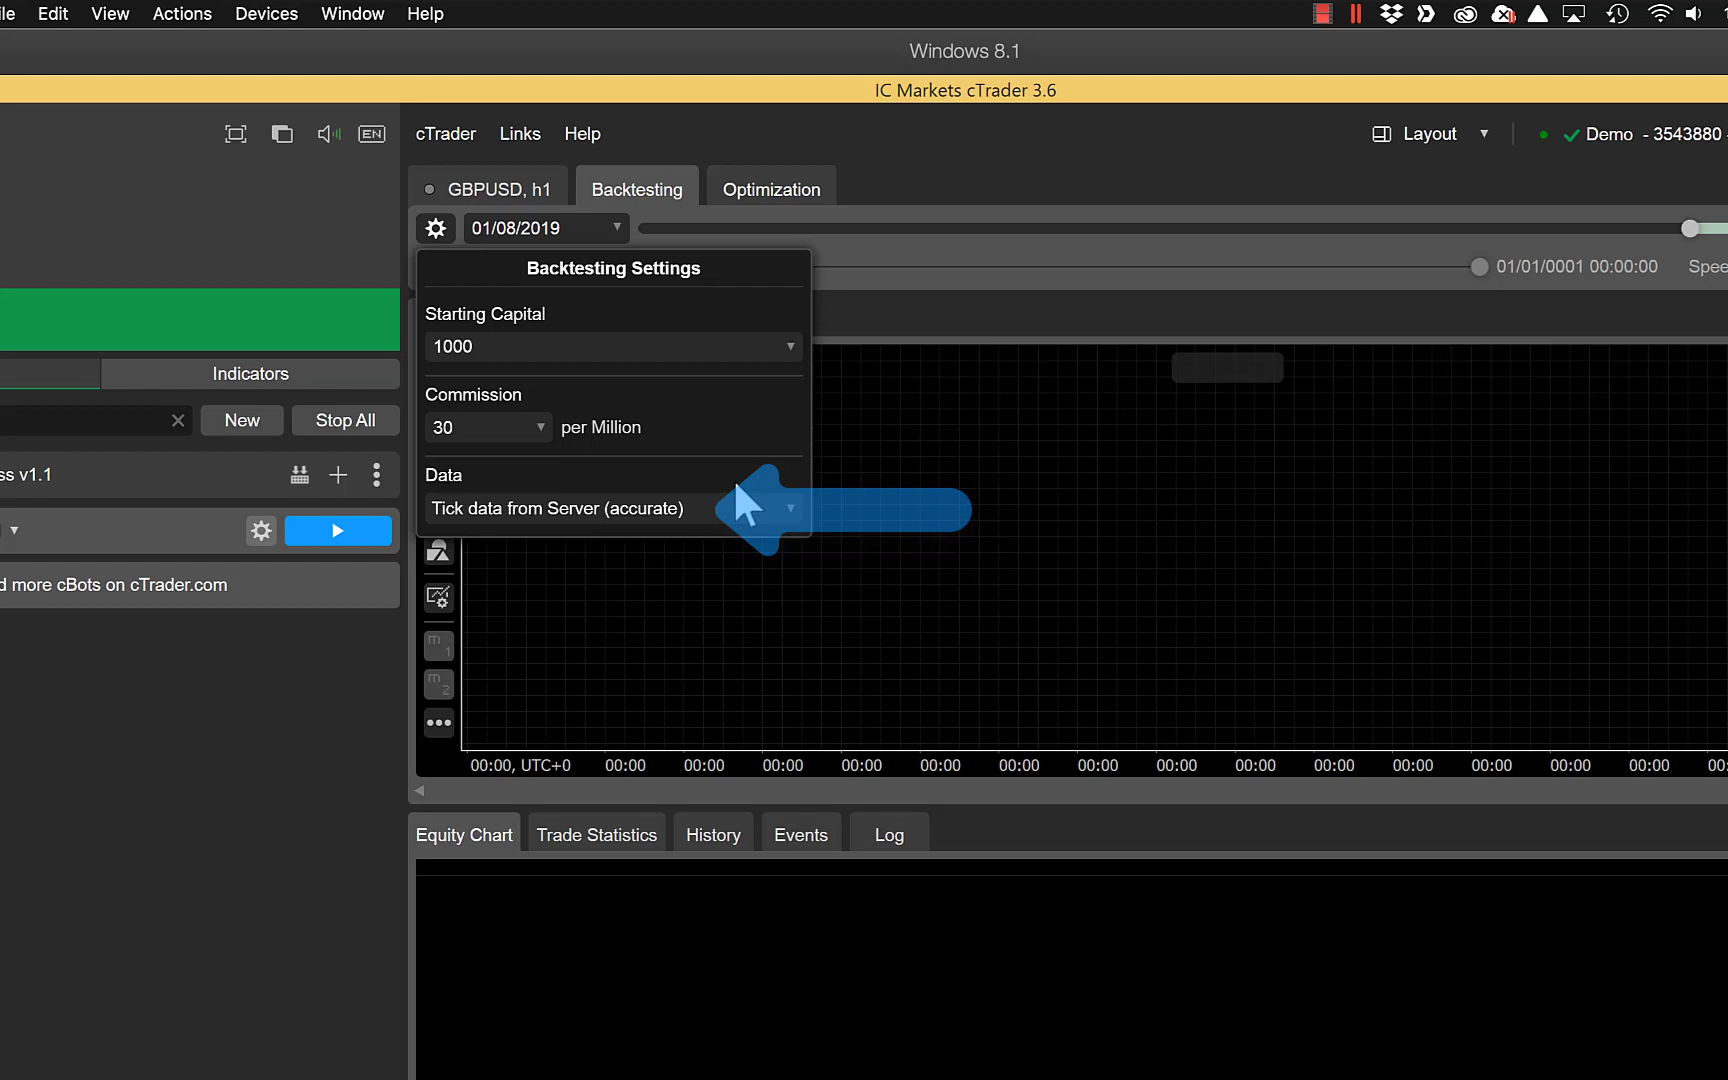 le Edit View Actions Devices Window Help
Windows 8.1
IC Markets cTrader 3.6
EN
cTrader Links Help
Layout
Demo - 3543880 -
GBPUSD, h1 Backtesting Optimization
01/08/2019
Backtesting Settings
01/01/0001 00:00:00 Spee
Starting Capital
1000
Commission
30 per Million
Data
Tick data from Server (accurate)
Indicators
New Stop All
ss v1.1
d more cBots on cTrader.com
m1
m2
00:00, UTC+0 00:00 00:00 00:00 00:00 00:00 00:00 00:00 00:00 00:00 00:00 00:00 00:00 00:00 00:00 00:
Equity Chart Trade Statistics History Events Log